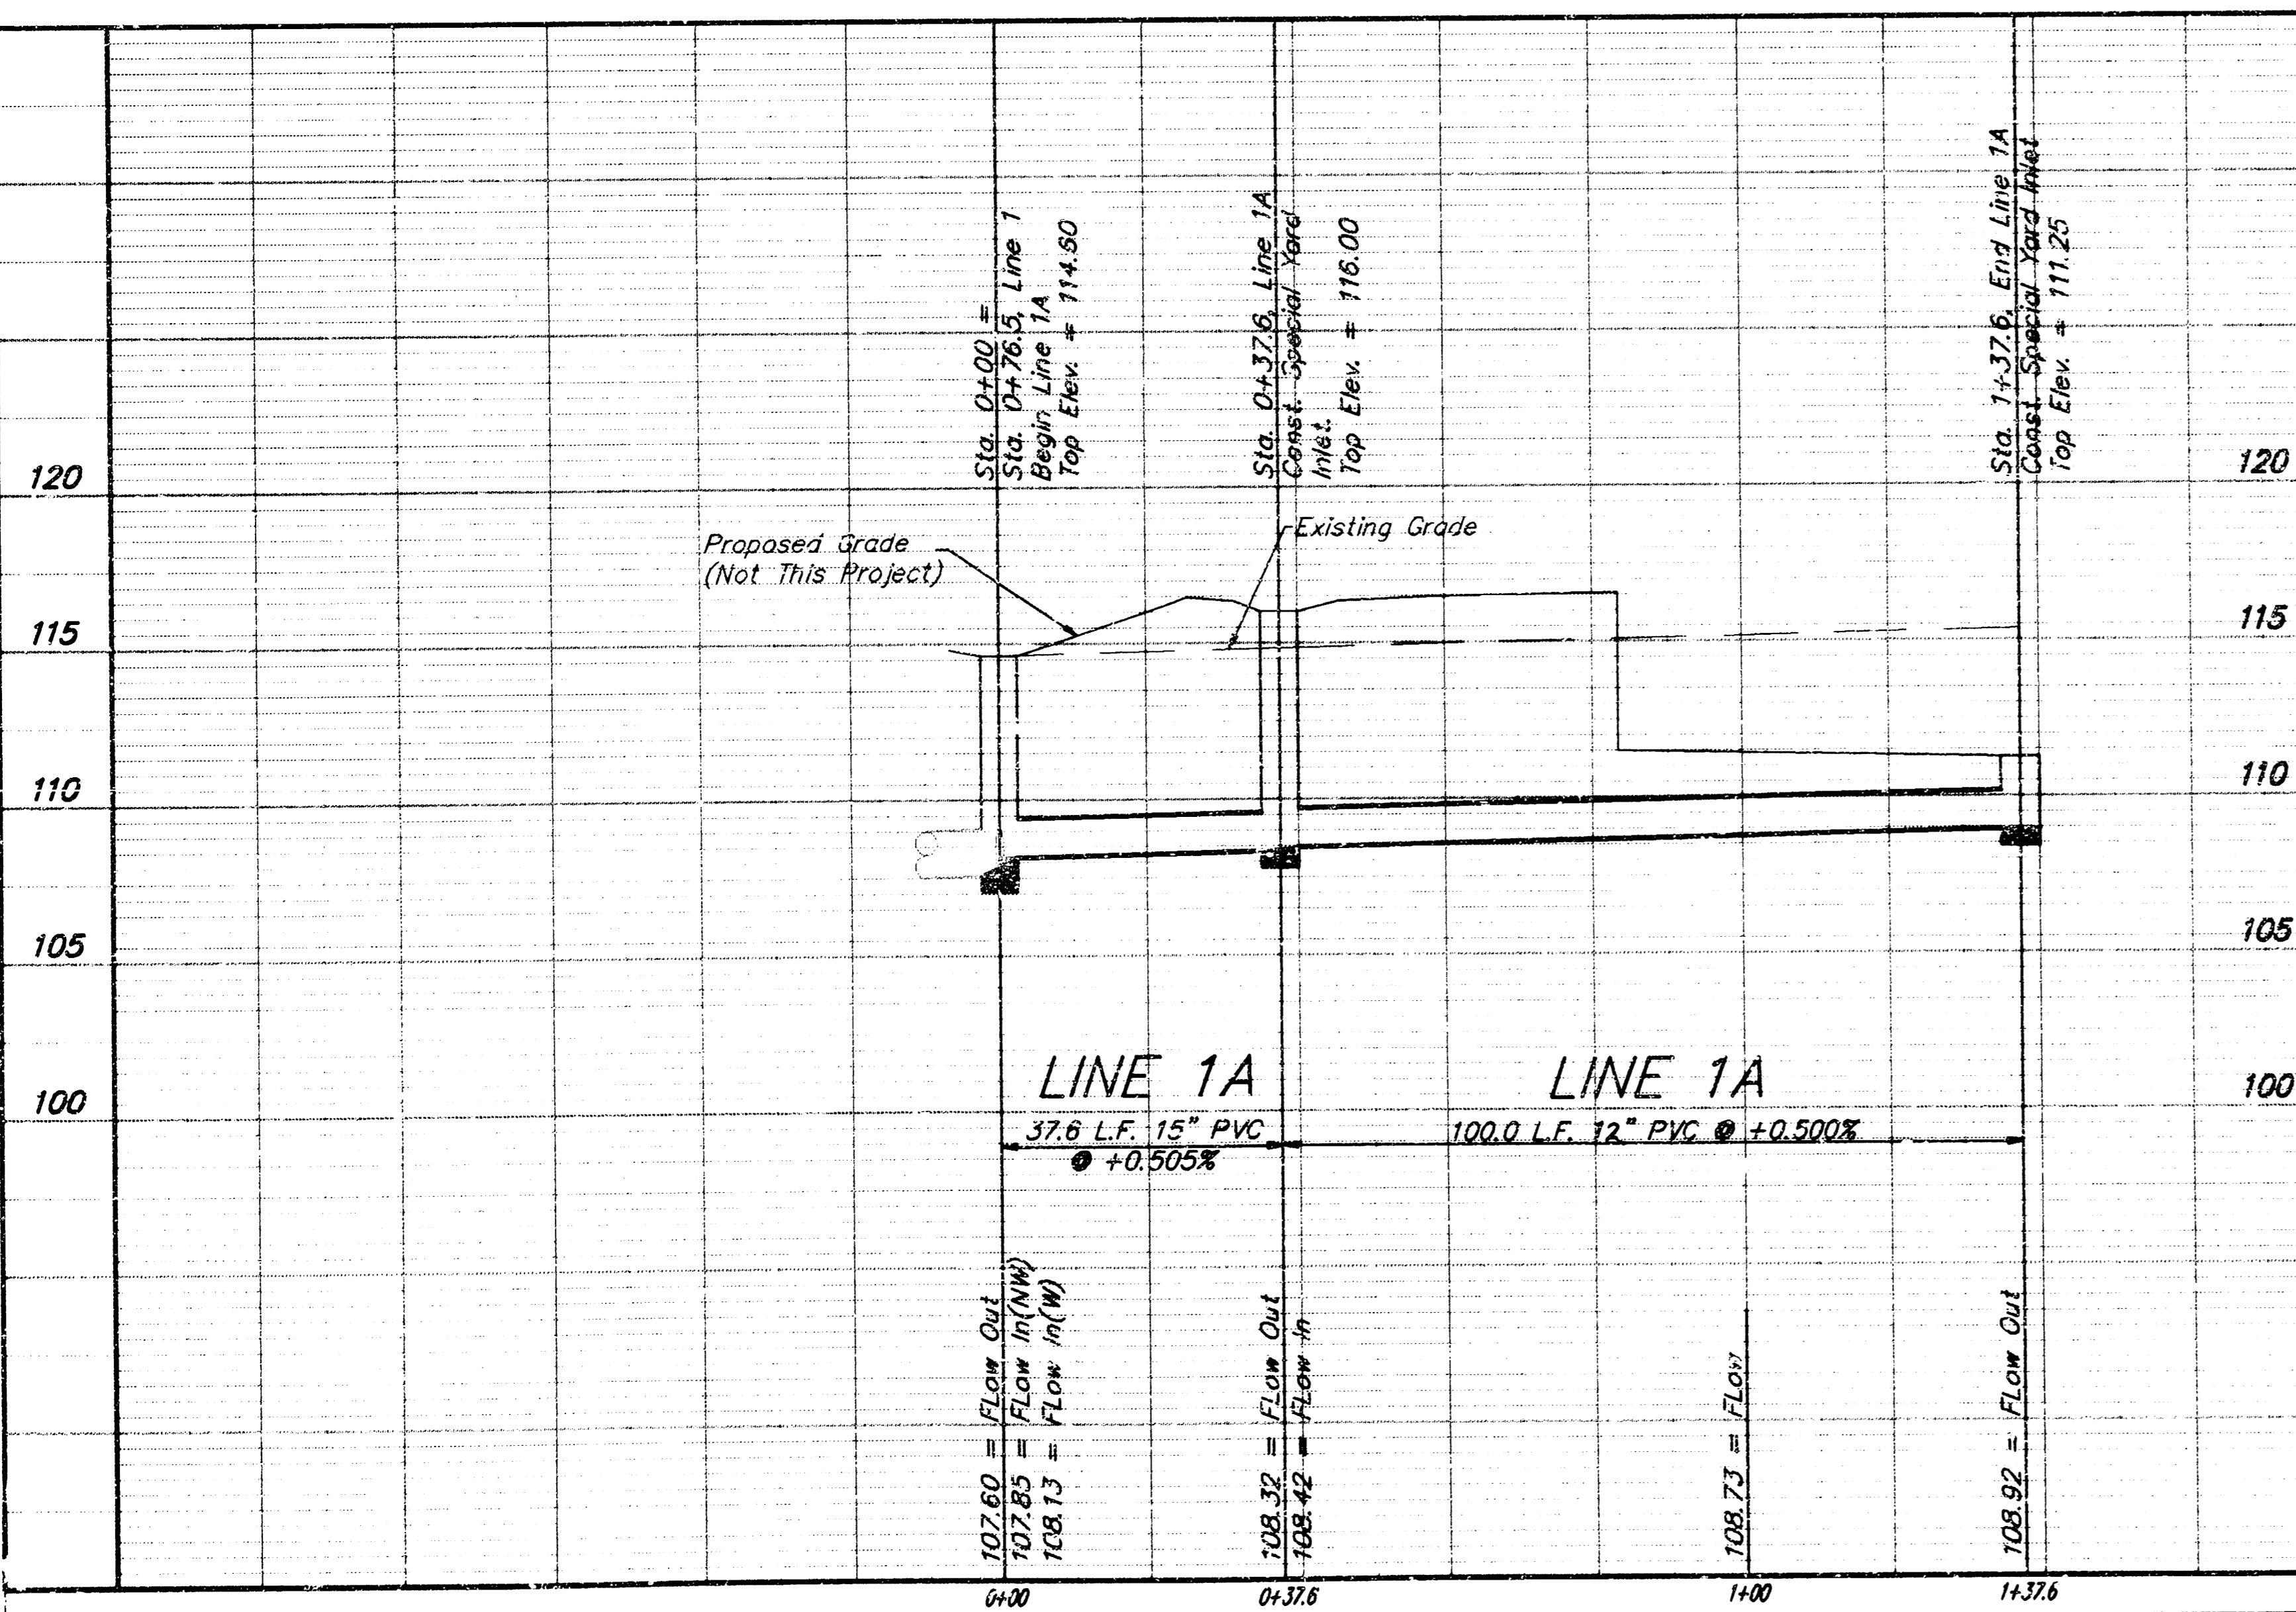 Sta. 0+00 =
Sta. 0+76.5, Line 1
Begin Line 1A
Top Elev. = 114.60
Sta. 0+37.6, Line 1A
Const. Special Yard
Inlet.
Top Elev. = 116.00
Sta. 1+37.6, End Line 1A
Const. Special Yard Inlet
Top Elev. = 111.25
120
120
Proposed Grade
(Not This Project)
Existing Grade
115
115
110
110
105
105
100
100
LINE 1A
37.6 L.F. 15" PVC
@ +0.505%
LINE 1A
100.0 L.F. 12" PVC @ +0.500%
107.60 = FLow Out
107.85 = FLow In(NW)
108.13 = FLow In(W)
108.32 = FLow Out
108.42 = FLow In
108.73 = FLow
108.92 = FLow Out
0+00
0+37.6
1+00
1+37.6